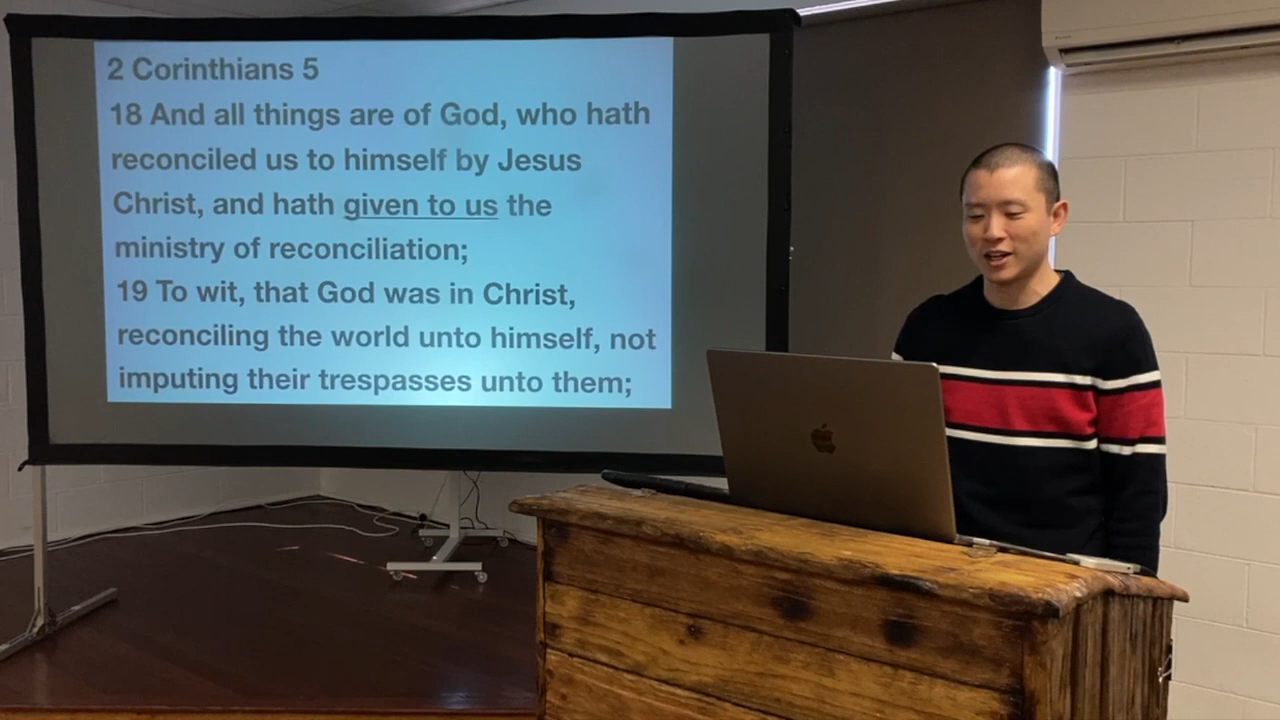 2 Corinthians 5
18 And all things are of God, who hath
reconciled us to himself by Jesus
Christ, and hath given to us the
ministry of reconciliation;
19 To wit, that God was in Christ,
reconciling the world unto himself, not
imputing their trespasses unto them;